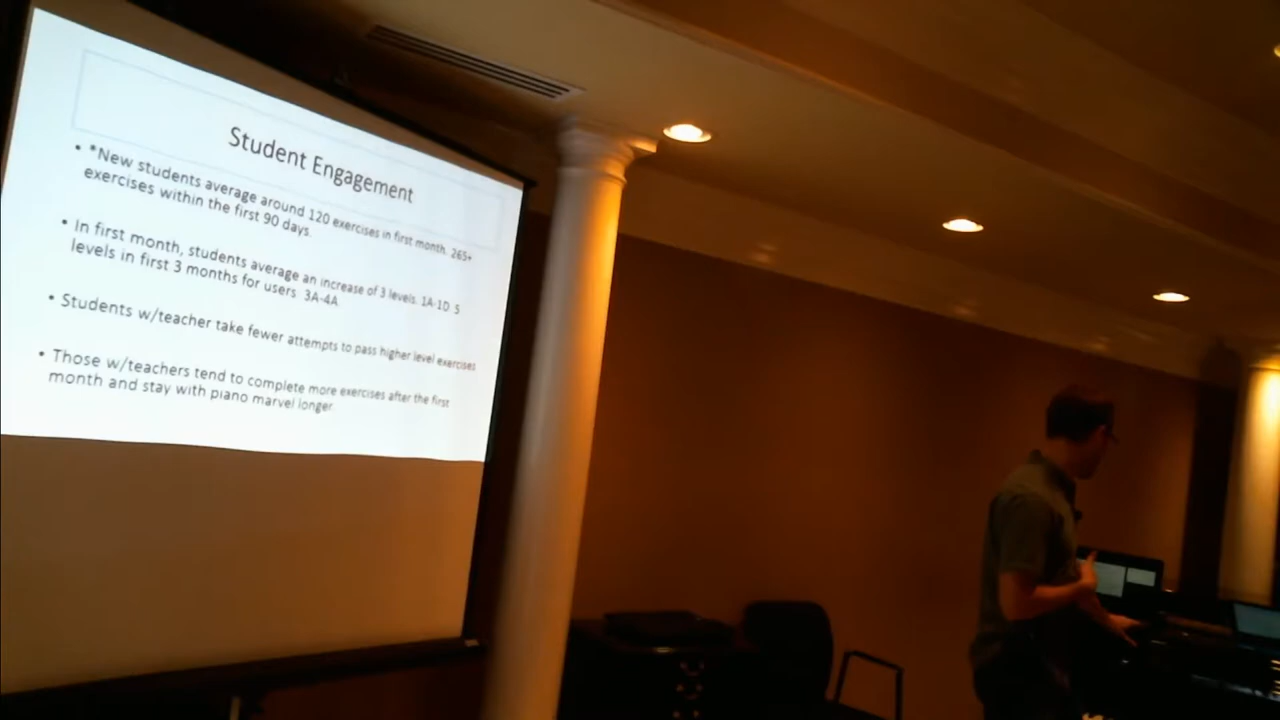 Student Engagement
• *New students average around 120 exercises in first month. 265+
exercises within the first 90 days.
• In first month, students average an increase of 3 levels. 1A-1D 5
levels in first 3 months for users 3A-4A
• Students w/teacher take fewer attempts to pass higher level exercises
• Those w/teachers tend to complete more exercises after the first
month and stay with piano marvel longer